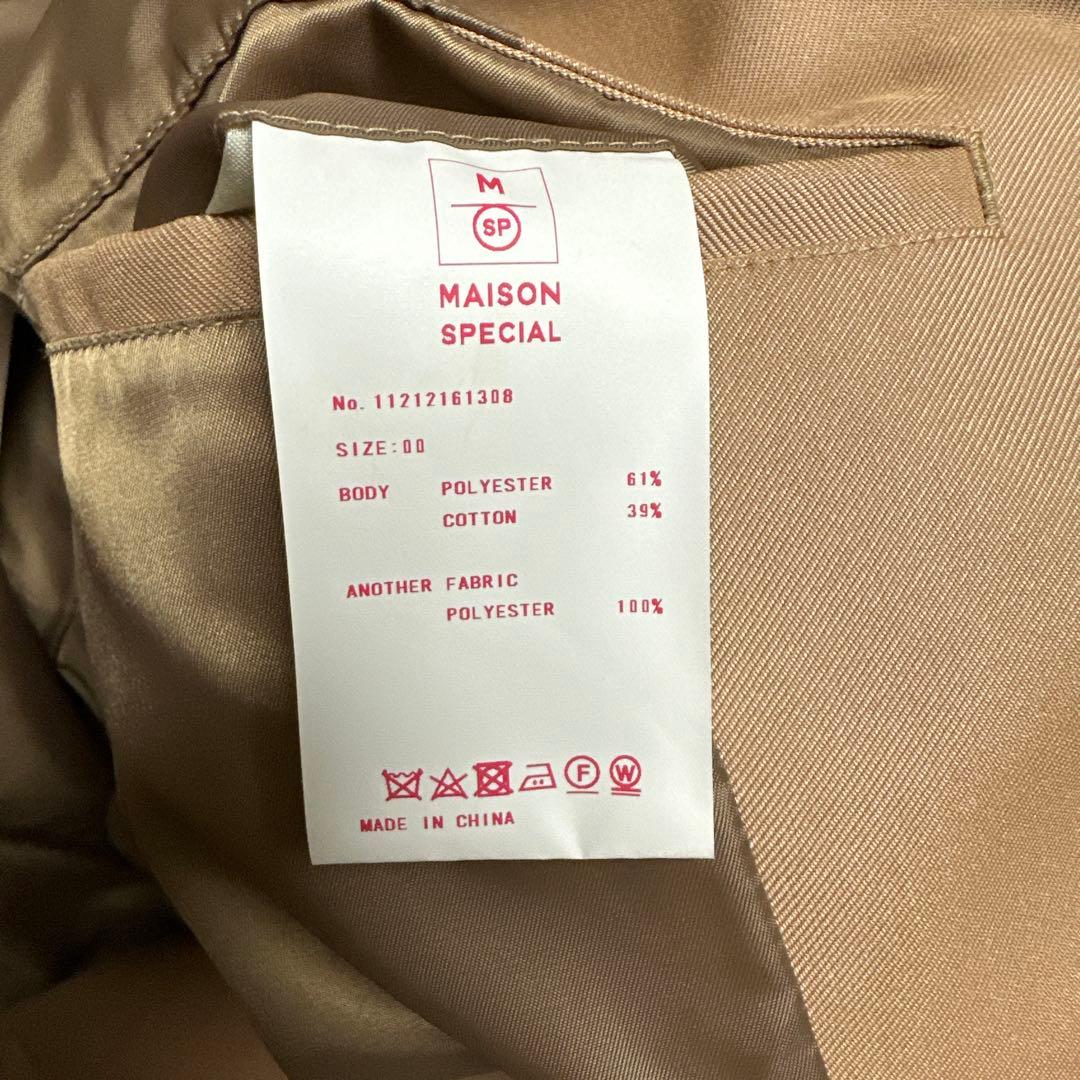 M
SP
MAISON
SPECIAL
No. 11212161308
SIZE:00
BODY POLYESTER 61%
COTTON 39%
ANOTHER FABRIC
POLYESTER 100%
F W
MADE IN CHINA